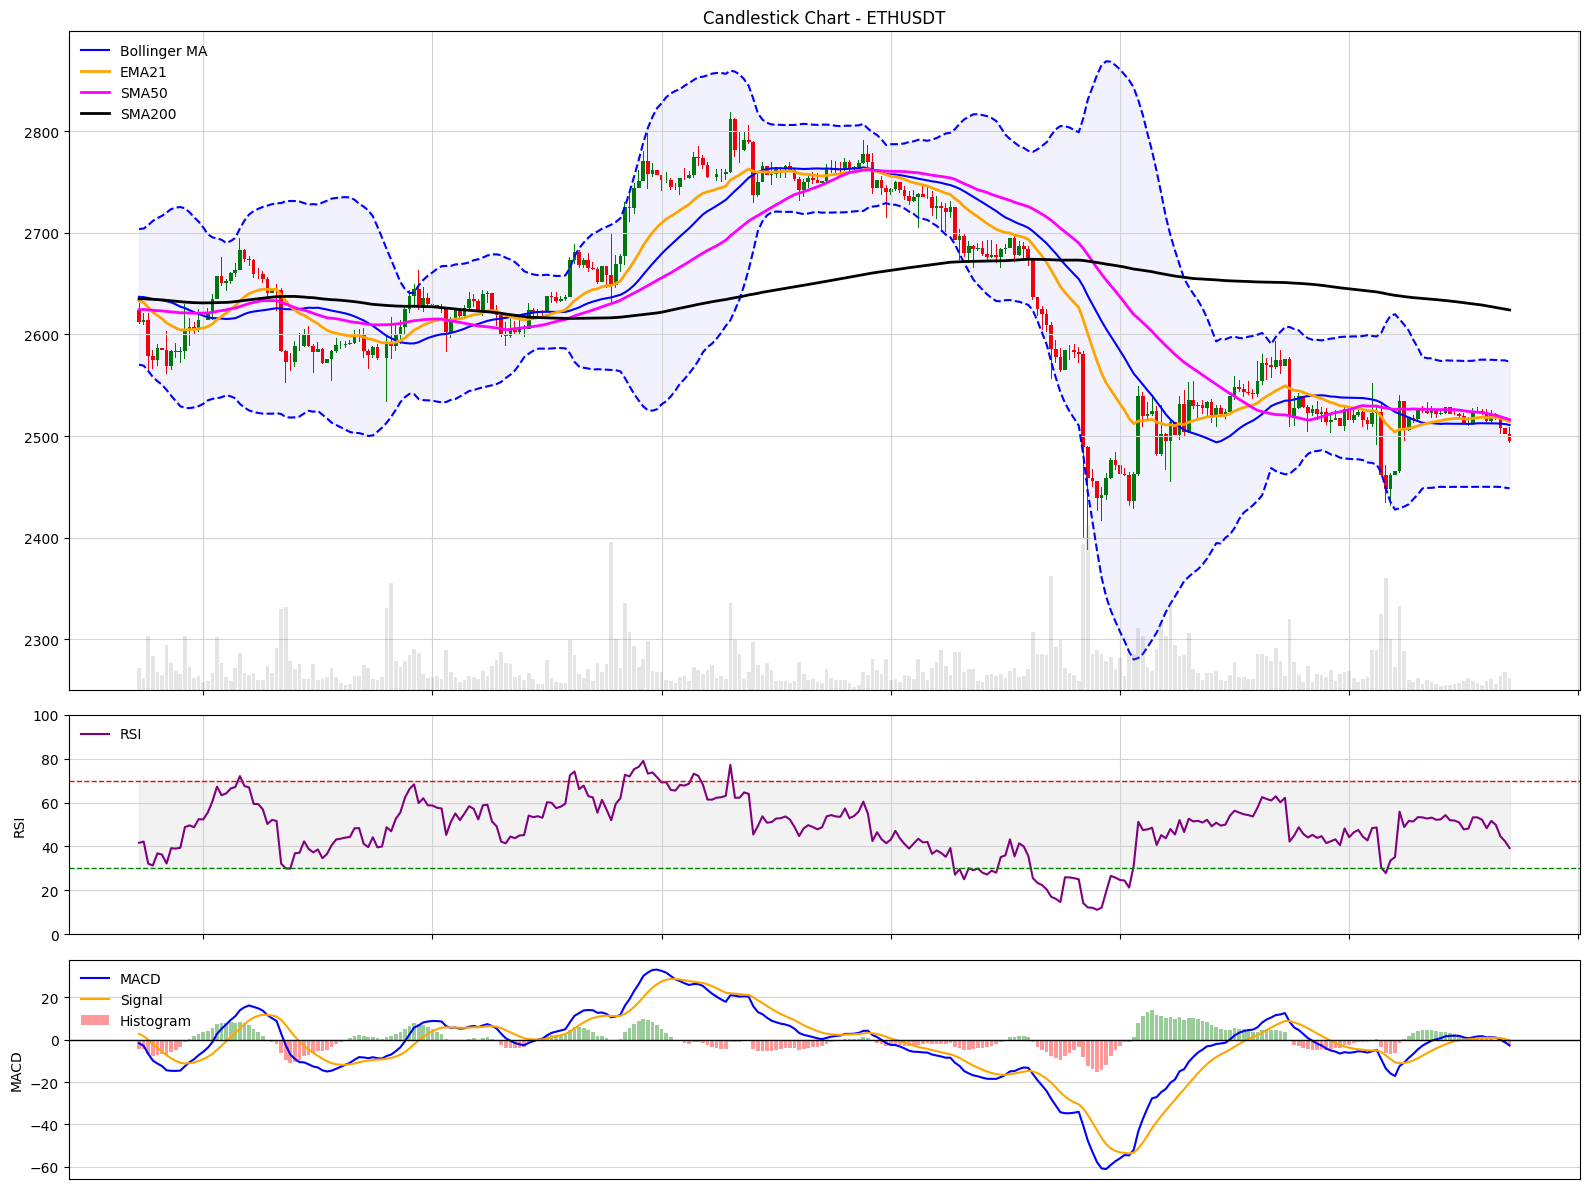 Candlestick Chart - ETHUSDT
Bollinger MA
EMA21
SMA50
SMA200
2800
2700
2600
2500
2400
2300
RSI
100
80
60
40
20
0
RSI
MACD
Signal
Histogram
20
0
−20
−40
−60
MACD